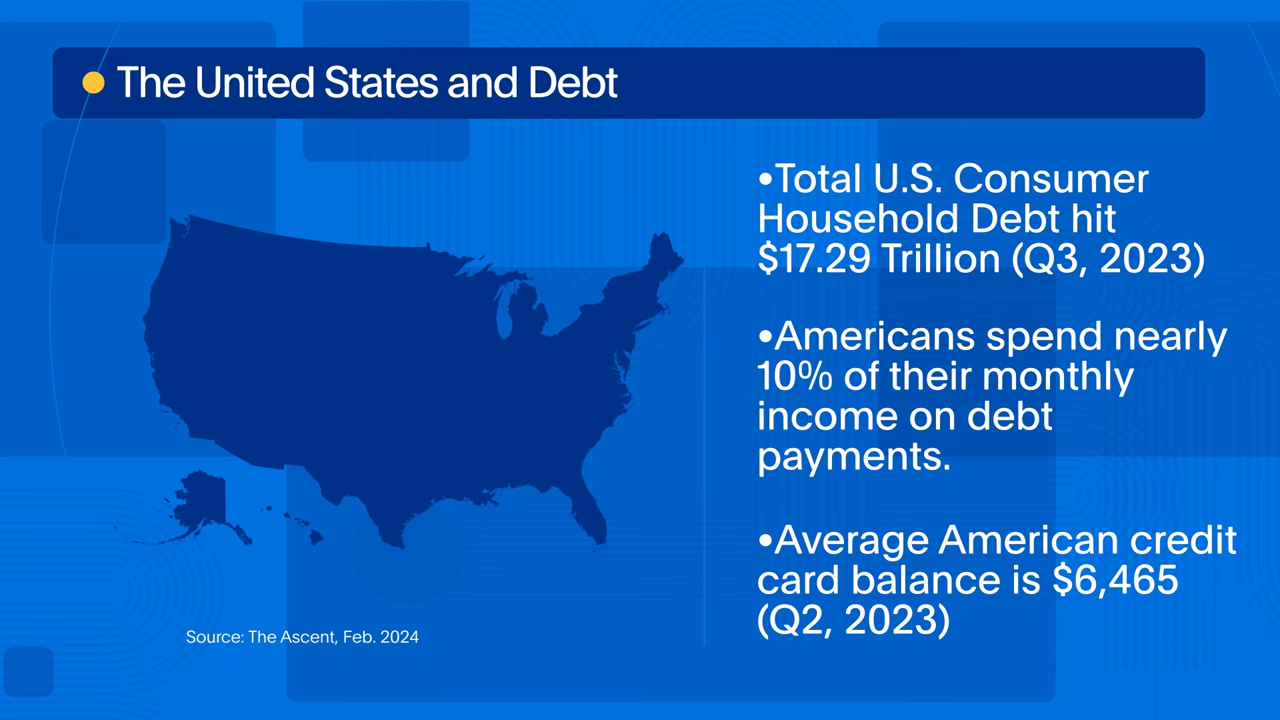 The United States and Debt
•Total U.S. Consumer
Household Debt hit
$17.29 Trillion (Q3, 2023)
•Americans spend nearly
10% of their monthly
income on debt
payments.
•Average American credit
card balance is $6,465
(Q2, 2023)
Source: The Ascent, Feb. 2024